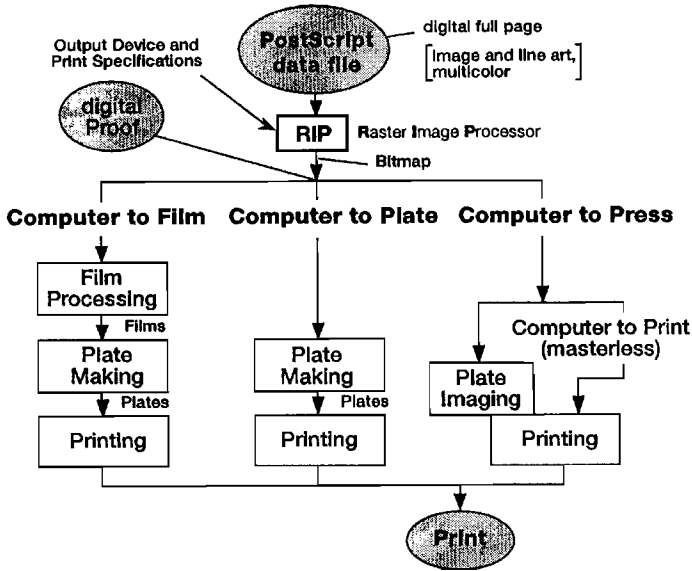 PostScript
data file
digital full page
[Image and line art,
multicolor]
Output Device and
Print Specifications
digital
Proof
RIP
Raster Image Processor
Bitmap
Computer to Film
Computer to Plate
Computer to Press
Film
Processing
Films
Plate
Making
Plates
Printing
Plate
Making
Plates
Printing
Computer to Print
(masterless)
Plate
Imaging
Printing
Print